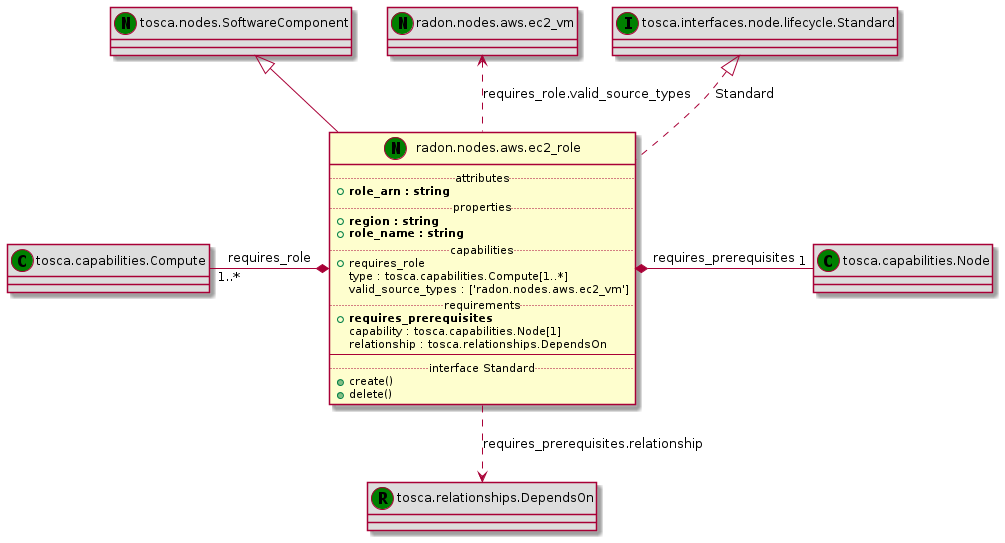 N tosca.nodes.SoftwareComponent
N radon.nodes.aws.ec2_vm
I tosca.interfaces.node.lifecycle.Standard
requires_role.valid_source_types
Standard
N radon.nodes.aws.ec2_role
attributes
role_arn : string
properties
region : string
role_name : string
capabilities
requires_role
type : tosca.capabilities.Compute[1..*]
valid_source_types : ['radon.nodes.aws.ec2_vm']
requirements
requires_prerequisites
capability : tosca.capabilities.Node[1]
relationship : tosca.relationships.DependsOn
interface Standard
create()
delete()
C tosca.capabilities.Compute
requires_role
1..*
requires_prerequisites
1
C tosca.capabilities.Node
requires_prerequisites.relationship
R tosca.relationships.DependsOn